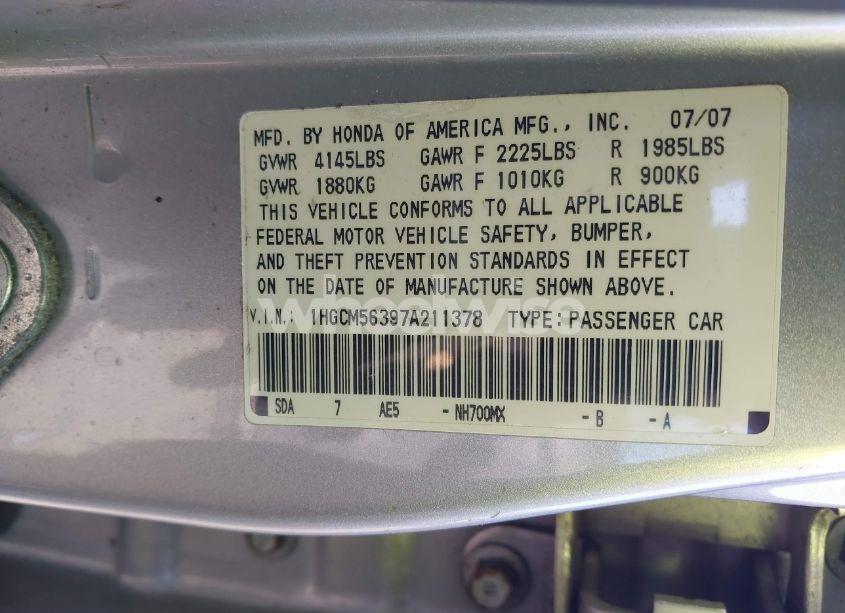 MFD. BY HONDA OF AMERICA MFG., INC. 07/07
GVWR 4145LBS GAWR F 2225LBS R 1985LBS
GVWR 1880KG GAWR F 1010KG R 900KG
THIS VEHICLE CONFORMS TO ALL APPLICABLE
FEDERAL MOTOR VEHICLE SAFETY, BUMPER,
AND THEFT PREVENTION STANDARDS IN EFFECT
ON THE DATE OF MANUFACTURE SHOWN ABOVE.
wheelwise
V.I.N.: 1HGCM56397A211378 TYPE:PASSENGER CAR
SDA 7 AE5 -NH700MX -B -A